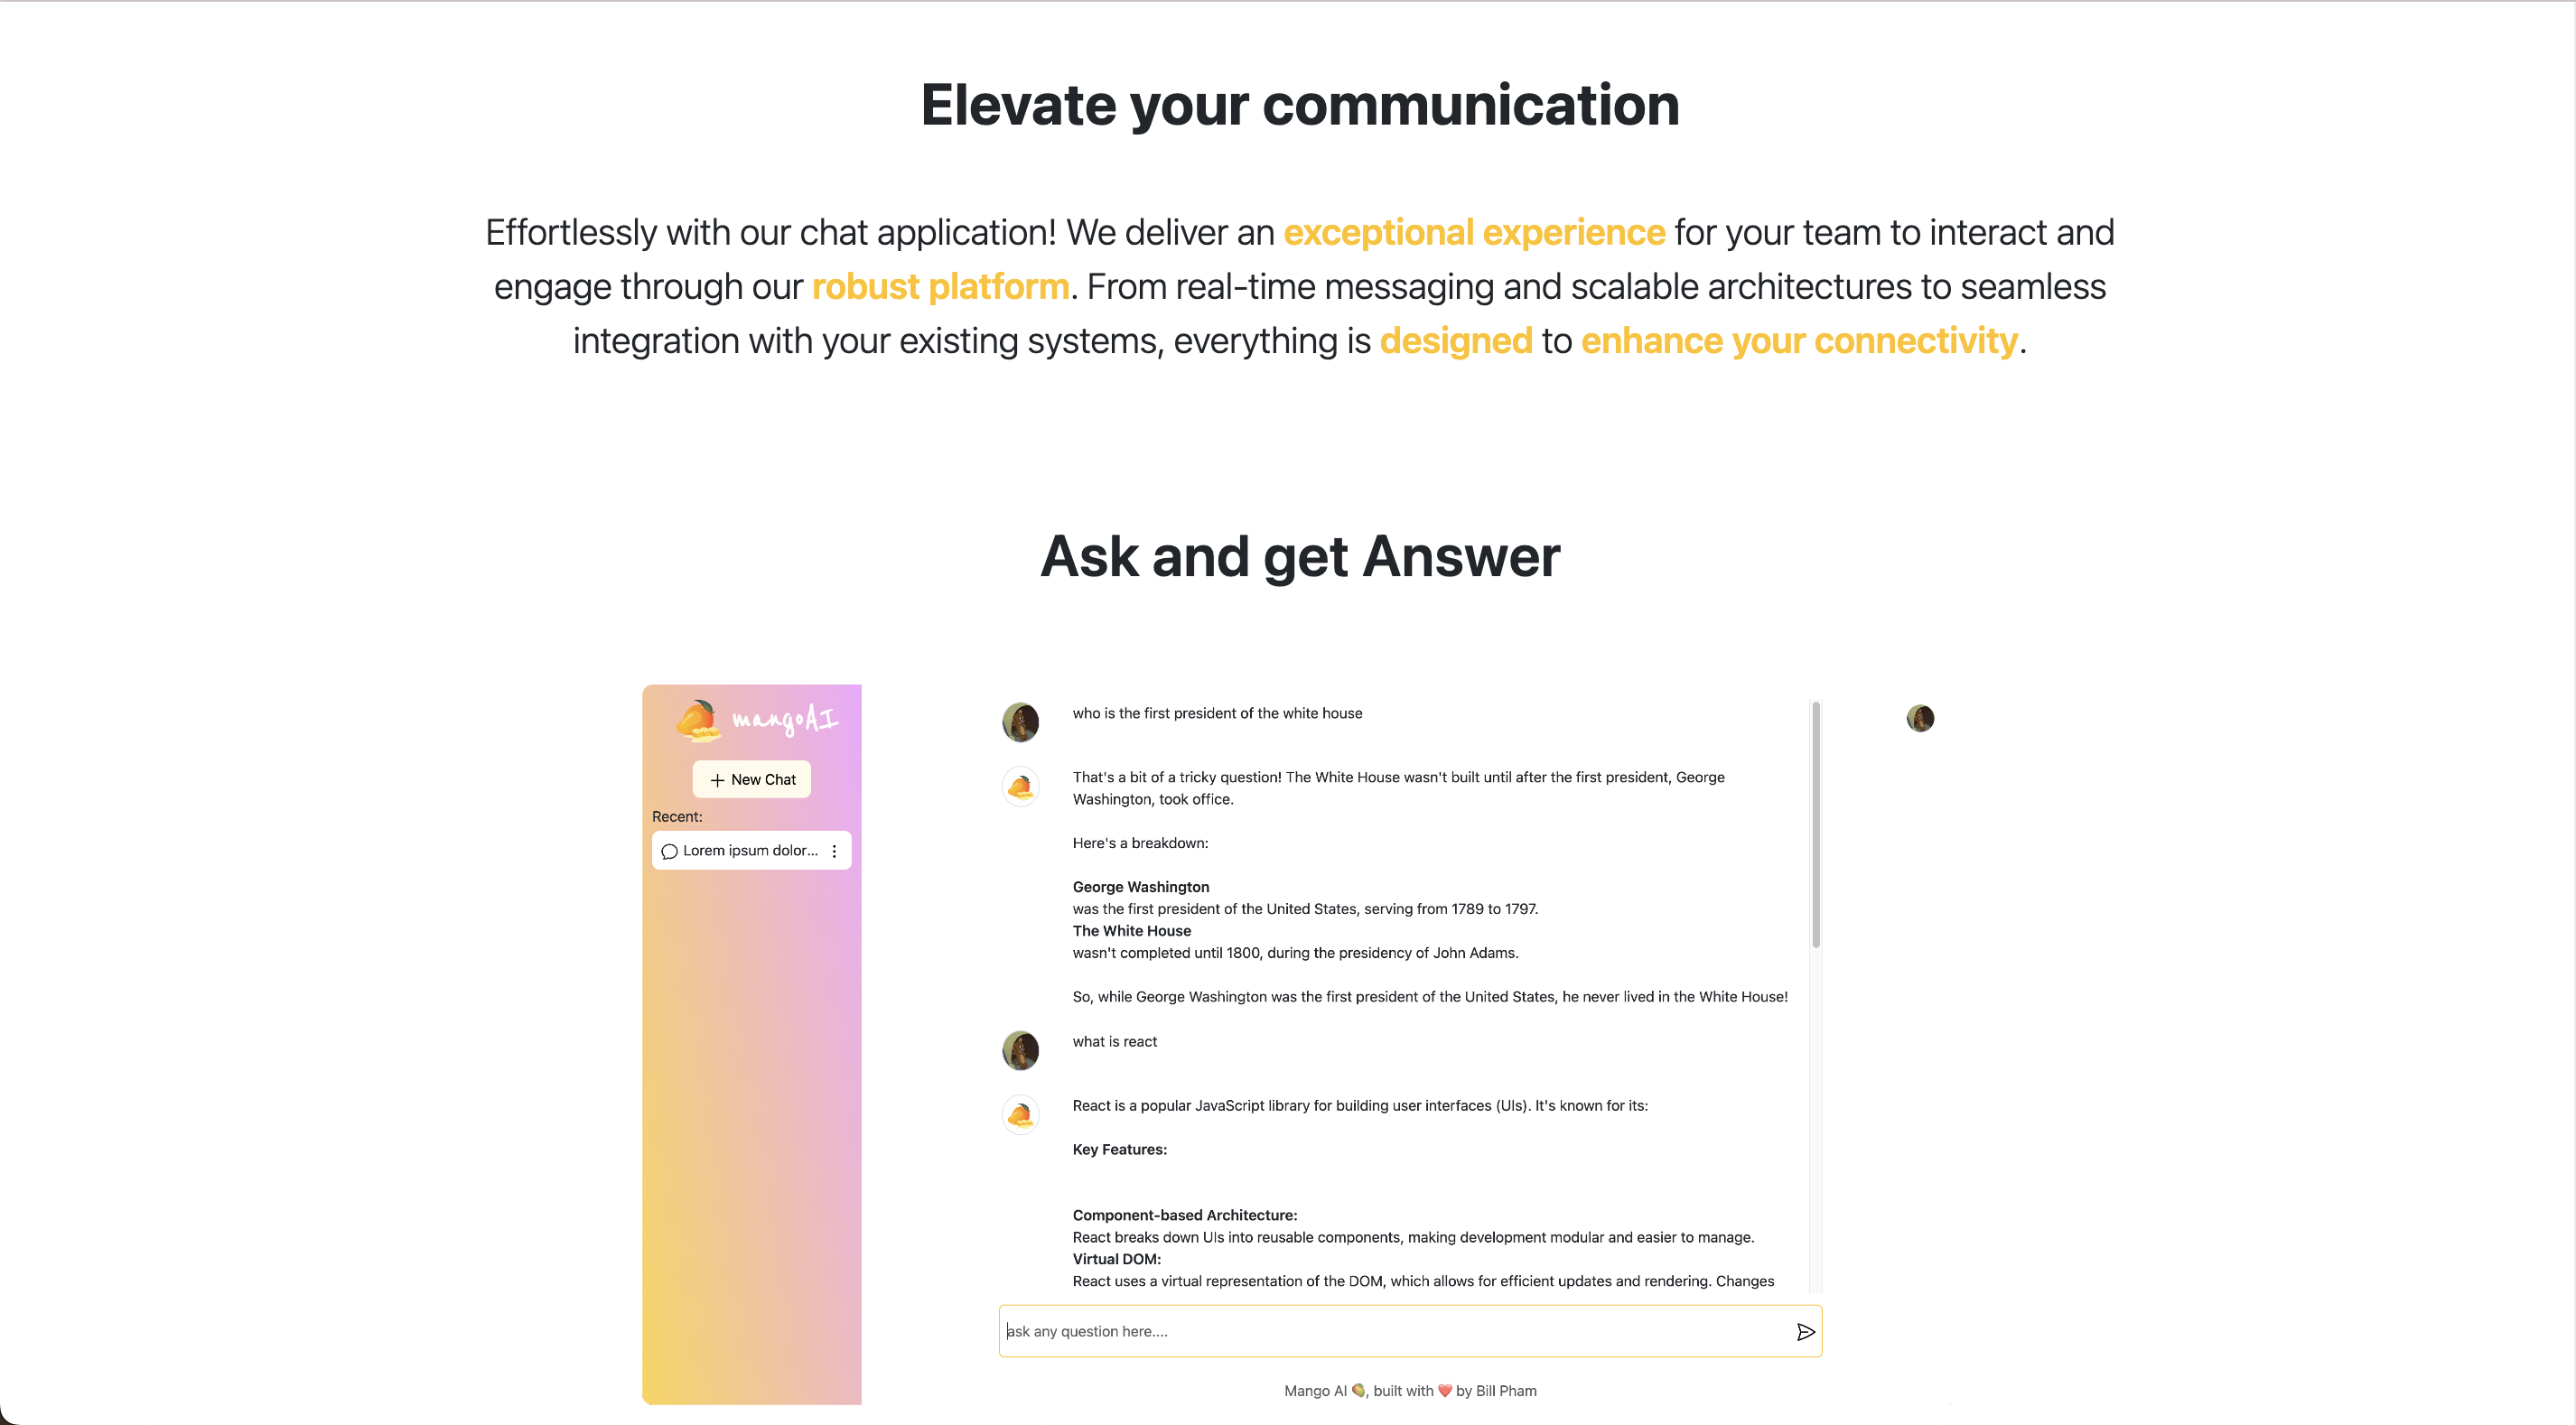 Elevate your communication
Effortlessly with our chat application! We deliver an exceptional experience for your team to interact and
engage through our robust platform. From real-time messaging and scalable architectures to seamless
integration with your existing systems, everything is designed to enhance your connectivity.
Ask and get Answer
mangoAI
+ New Chat
Recent:
Lorem ipsum dolor...
who is the first president of the white house
That's a bit of a tricky question! The White House wasn't built until after the first president, George
Washington, took office.
Here's a breakdown:
George Washington
was the first president of the United States, serving from 1789 to 1797.
The White House
wasn't completed until 1800, during the presidency of John Adams.
So, while George Washington was the first president of the United States, he never lived in the White House!
what is react
React is a popular JavaScript library for building user interfaces (UIs). It's known for its:
Key Features:
Component-based Architecture:
React breaks down UIs into reusable components, making development modular and easier to manage.
Virtual DOM:
React uses a virtual representation of the DOM, which allows for efficient updates and rendering. Changes
ask any question here....
Mango AI 🥭, built with ❤️ by Bill Pham